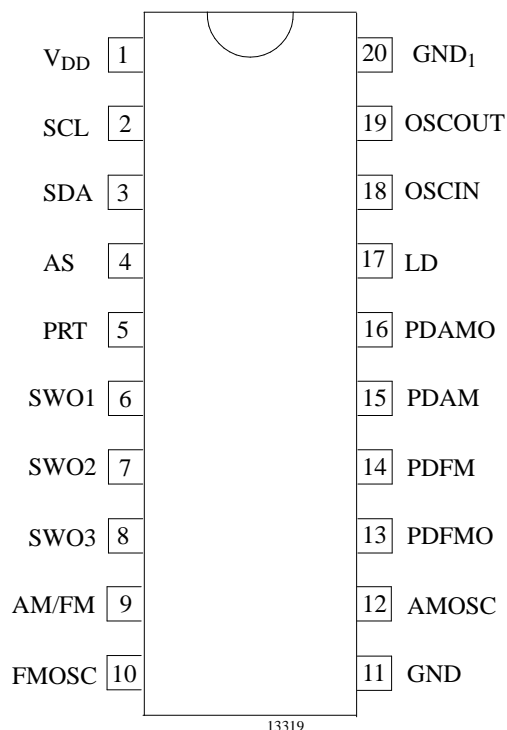 V_DD 1 20 GND_1
SCL 2 19 OSCOUT
SDA 3 18 OSCIN
AS 4 17 LD
PRT 5 16 PDAMO
SWO1 6 15 PDAM
SWO2 7 14 PDFM
SWO3 8 13 PDFMO
AM/FM 9 12 AMOSC
FMOSC 10 11 GND
13319